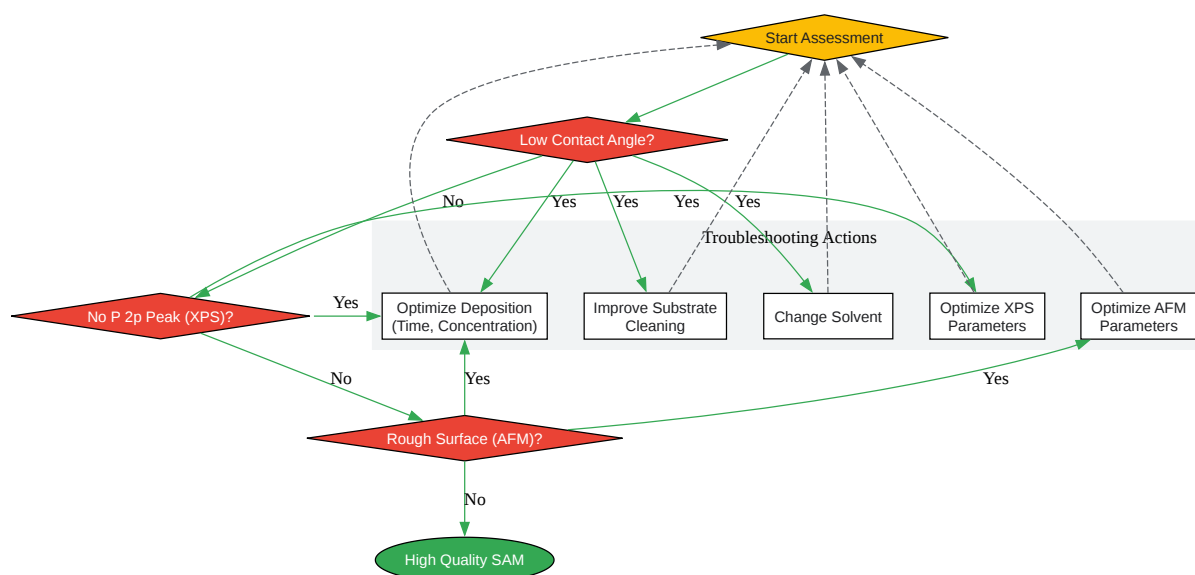 Start Assessment
Low Contact Angle?
No
Yes
Yes
Yes
Yes
Troubleshooting Actions
No P 2p Peak (XPS)?
Yes
Optimize Deposition
(Time, Concentration)
Improve Substrate
Cleaning
Change Solvent
Optimize XPS
Parameters
Optimize AFM
Parameters
No
Yes
Yes
Rough Surface (AFM)?
No
High Quality SAM